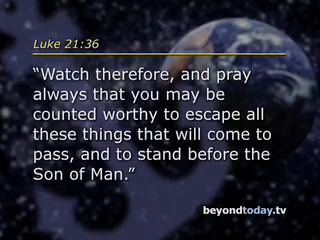 Luke 21:36
“Watch therefore, and pray
always that you may be
counted worthy to escape all
these things that will come to
pass, and to stand before the
Son of Man.”
beyondtoday.tv